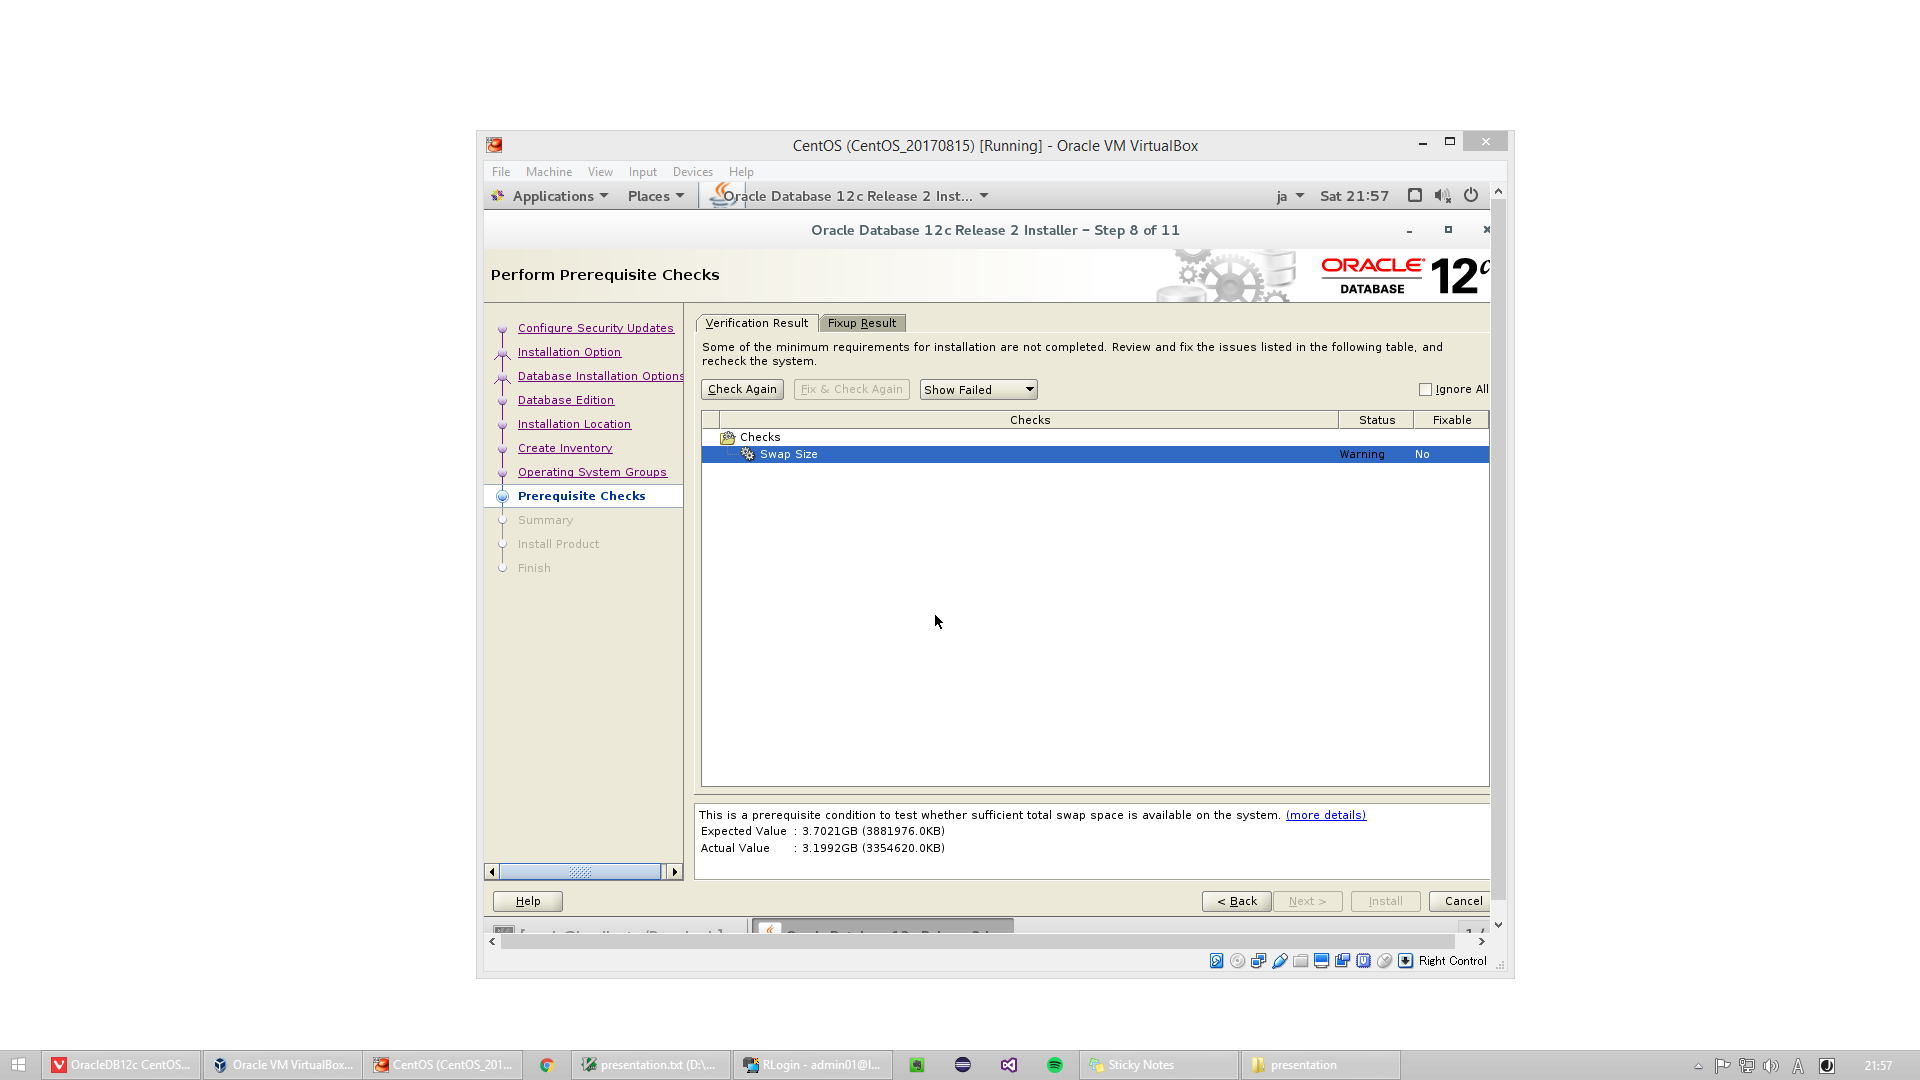 CentOS (CentOS_20170815) [Running] - Oracle VM VirtualBox
File Machine View Input Devices Help
Applications Places Oracle Database 12c Release 2 Inst... ja Sat 21:57
Oracle Database 12c Release 2 Installer - Step 8 of 11
Perform Prerequisite Checks
ORACLE DATABASE 12c
Configure Security Updates
Installation Option
Database Installation Options
Database Edition
Installation Location
Create Inventory
Operating System Groups
Prerequisite Checks
Summary
Install Product
Finish
Verification Result Fixup Result
Some of the minimum requirements for installation are not completed. Review and fix the issues listed in the following table, and
recheck the system.
Check Again Fix & Check Again Show Failed Ignore All
Checks Status Fixable
Checks
Swap Size Warning No
This is a prerequisite condition to test whether sufficient total swap space is available on the system. (more details)
Expected Value : 3.7021GB (3881976.0KB)
Actual Value : 3.1992GB (3354620.0KB)
Help < Back Next > Install Cancel
Right Control
OracleDB12c CentOS... Oracle VM VirtualBox... CentOS (CentOS_201... presentation.txt (D:\... RLogin - admin01@l... Sticky Notes presentation A 21:57